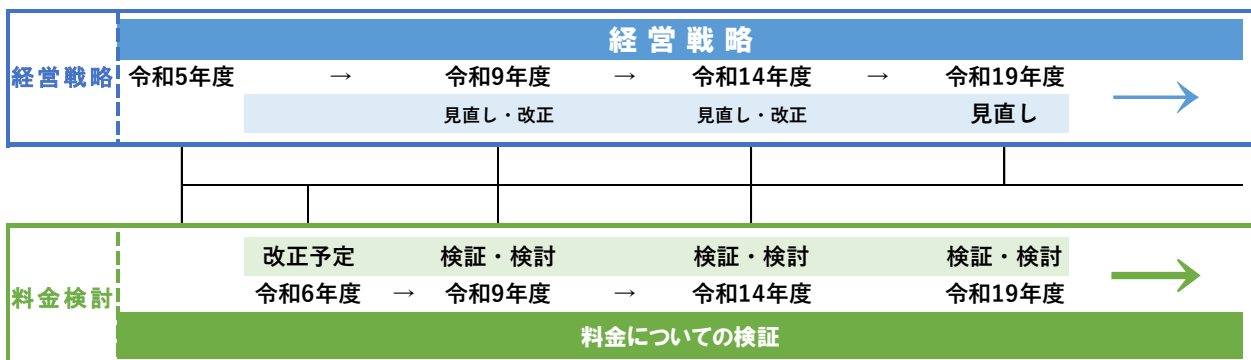 経営戦略
経営戦略
令和5年度 → 令和9年度 → 令和14年度 → 令和19年度
見直し・改正 見直し・改正 見直し
改正予定 検証・検討 検証・検討 検証・検討
料金検討
令和6年度 → 令和9年度 → 令和14年度 令和19年度
料金についての検証